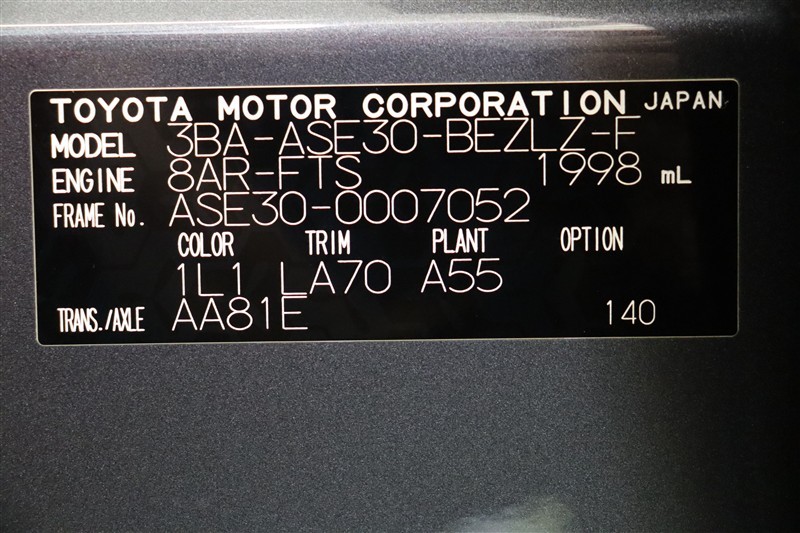 TOYOTA MOTOR CORPORATION JAPAN
MODEL 3BA-ASE30-BEZLZ-F
ENGINE 8AR-FTS 1998 mL
FRAME No. ASE30-0007052
COLOR TRIM PLANT OPTION
1L1 LA70 A55
TRANS./AXLE AA81E 140